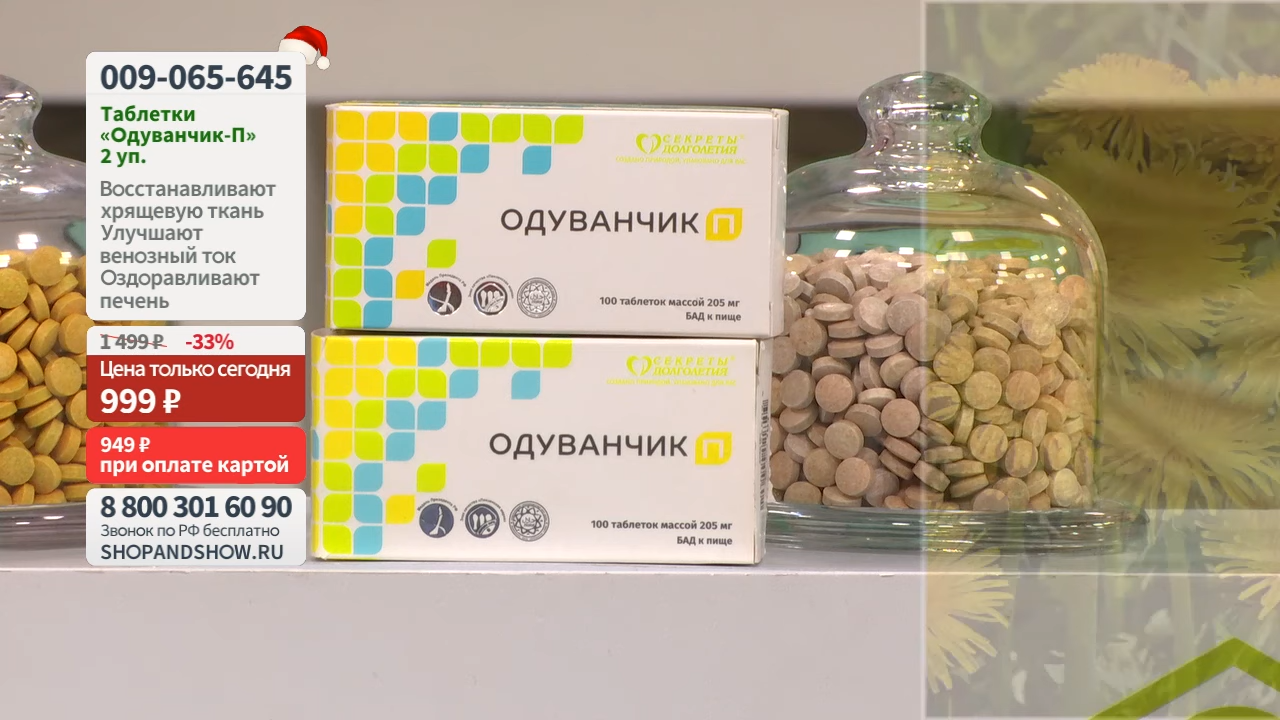 009-065-645
Таблетки
«Одуванчик-П»
2 уп.
Восстанавливают
хрящевую ткань
Улучшают
венозный ток
Оздоравливают
печень
1 499 ₽ -33%
Цена только сегодня
999 ₽
949 ₽
при оплате картой
8 800 301 60 90
Звонок по РФ бесплатно
SHOPANDSHOW.RU
СЕКРЕТЫ
ДОЛГОЛЕТИЯ
ОДУВАНЧИК П
100 таблеток массой 205 мг
БАД к пище
СЕКРЕТЫ
ДОЛГОЛЕТИЯ
ОДУВАНЧИК П
100 таблеток массой 205 мг
БАД к пище